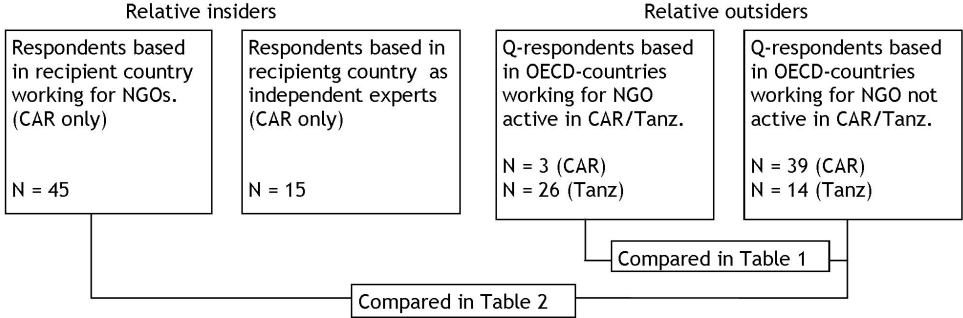 Relative insiders
Relative outsiders
Respondents based
in recipient country
working for NGOs.
(CAR only)
N = 45
Respondents based in
recipientg country as
independent experts
(CAR only)
N = 15
Q-respondents based
in OECD-countries
working for NGO
active in CAR/Tanz.
N = 3 (CAR)
N = 26 (Tanz)
Q-respondents based
in OECD-countries
working for NGO not
active in CAR/Tanz.
N = 39 (CAR)
N = 14 (Tanz)
Compared in Table 1
Compared in Table 2